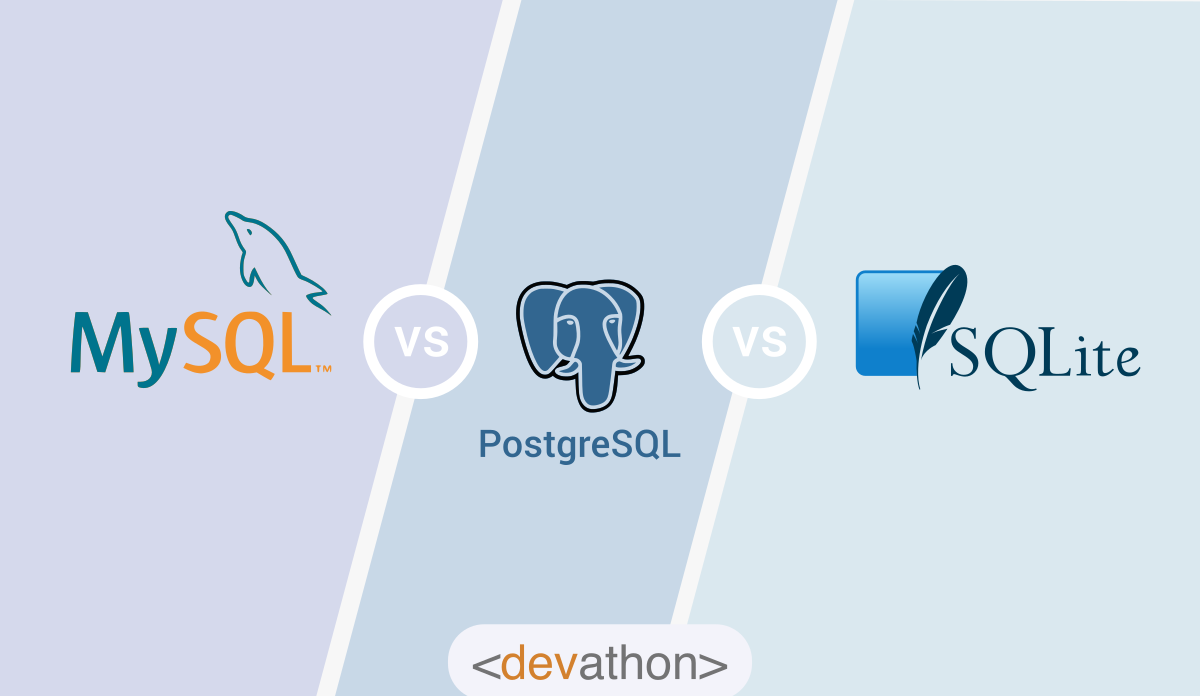 MySQL™
VS
PostgreSQL
VS
SQLite
<devathon>